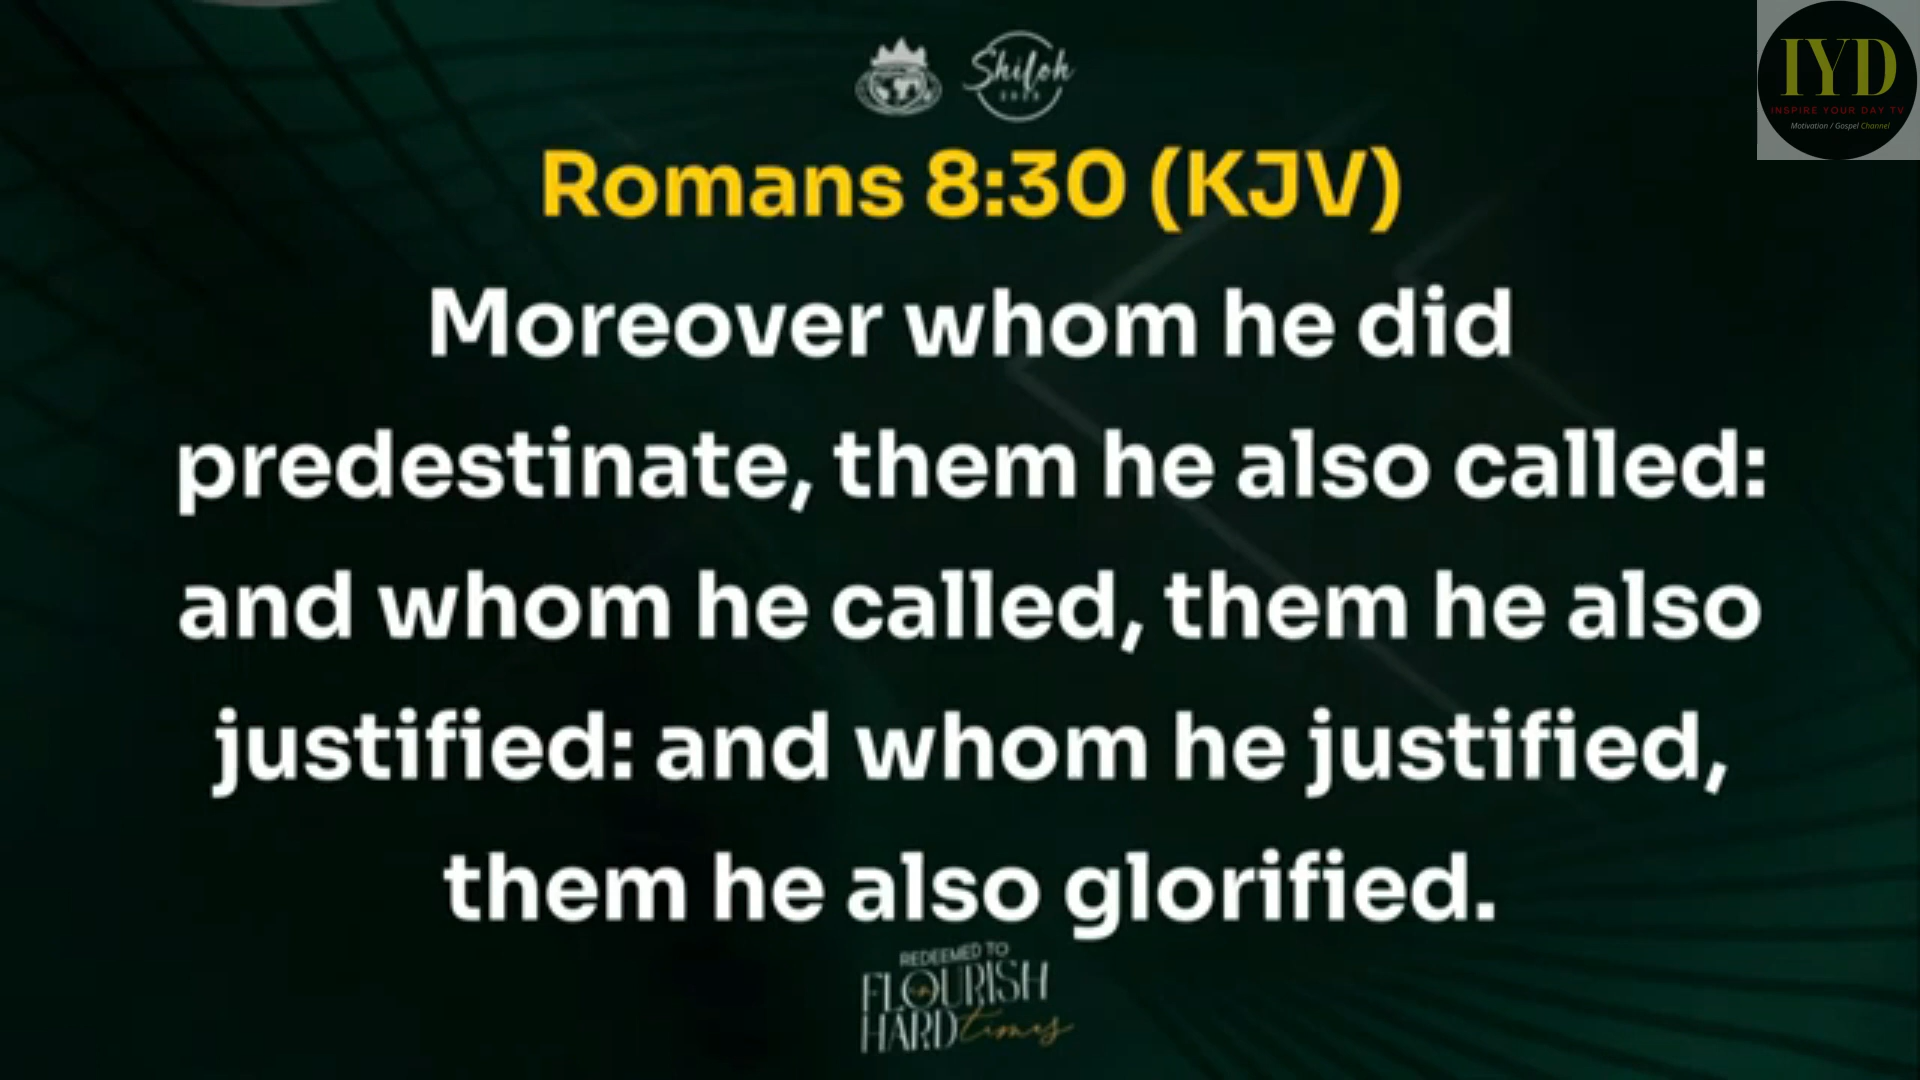 Shiloh
IYD
INSPIRE YOUR DAY TV
Motivation / Gospel Channel
Romans 8:30 (KJV)
Moreover whom he did
predestinate, them he also called:
and whom he called, them he also
justified: and whom he justified,
them he also glorified.
REDEEMED TO
FLOURISH
in
HARD times